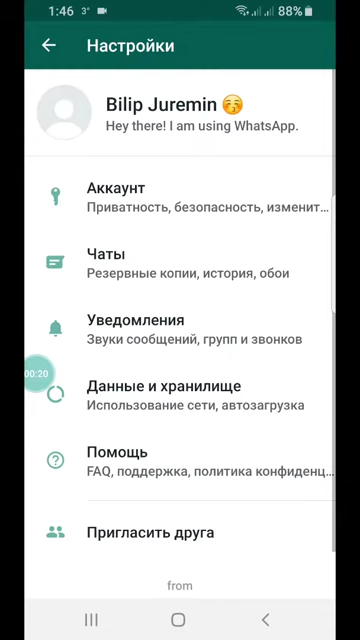 1:46 3° 88%
Настройки
Bilip Juremin 😚
Hey there! I am using WhatsApp.
Аккаунт
Приватность, безопасность, изменит...
Чаты
Резервные копии, история, обои
Уведомления
Звуки сообщений, групп и звонков
00:20
Данные и хранилище
Использование сети, автозагрузка
Помощь
FAQ, поддержка, политика конфиденц...
Пригласить друга
from